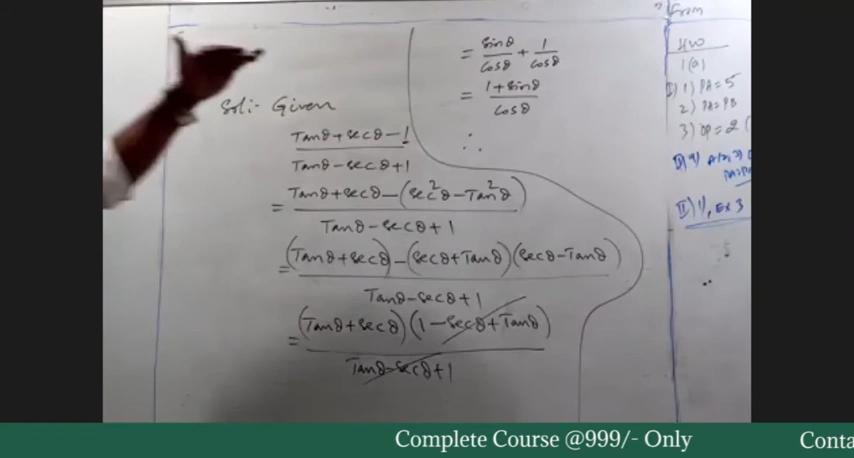 Sol:- Given
Tanθ+secθ-1
Tanθ-secθ+1
= Tanθ+secθ-(sec²θ-Tan²θ)
Tanθ-secθ+1
= (Tanθ+secθ)-(secθ+Tanθ)(secθ-Tanθ)
Tanθ-secθ+1
= (Tanθ+secθ)(1-secθ+Tanθ)
Tanθ-secθ+1
= sinθ/cosθ + 1/cosθ
= 1+sinθ
cosθ
∴
From
HW
1(a)
1) PA=5
2) PA=PB
3) OP=2
II) 1), Ex 3
Complete Course @999/- Only
Conta